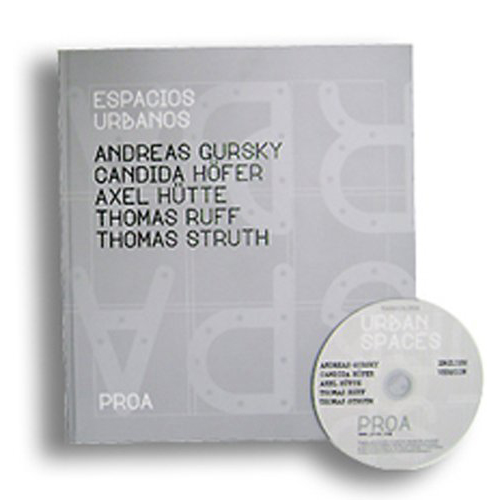 ESPACIOS
URBANOS
ANDREAS GURSKY
CANDIDA HÖFER
AXEL HÜTTE
THOMAS RUFF
THOMAS STRUTH
PROA
URBAN
SPACES
ANDREAS GURSKY
CANDIDA HÖFER
AXEL HÜTTE
THOMAS RUFF
THOMAS STRUTH
ENGLISH
VERSION
PROA